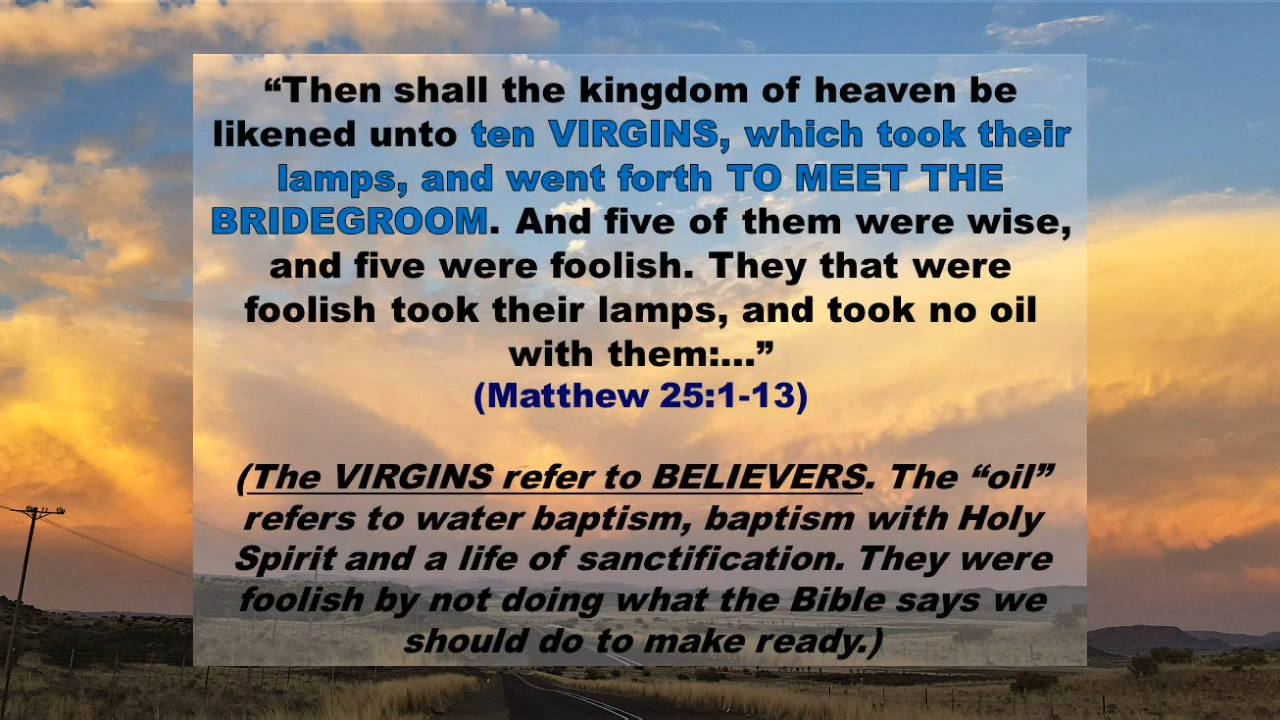 “Then shall the kingdom of heaven be
likened unto ten VIRGINS, which took their
lamps, and went forth TO MEET THE
BRIDEGROOM. And five of them were wise,
and five were foolish. They that were
foolish took their lamps, and took no oil
with them:...”
(Matthew 25:1-13)
(The VIRGINS refer to BELIEVERS. The “oil”
refers to water baptism, baptism with Holy
Spirit and a life of sanctification. They were
foolish by not doing what the Bible says we
should do to make ready.)